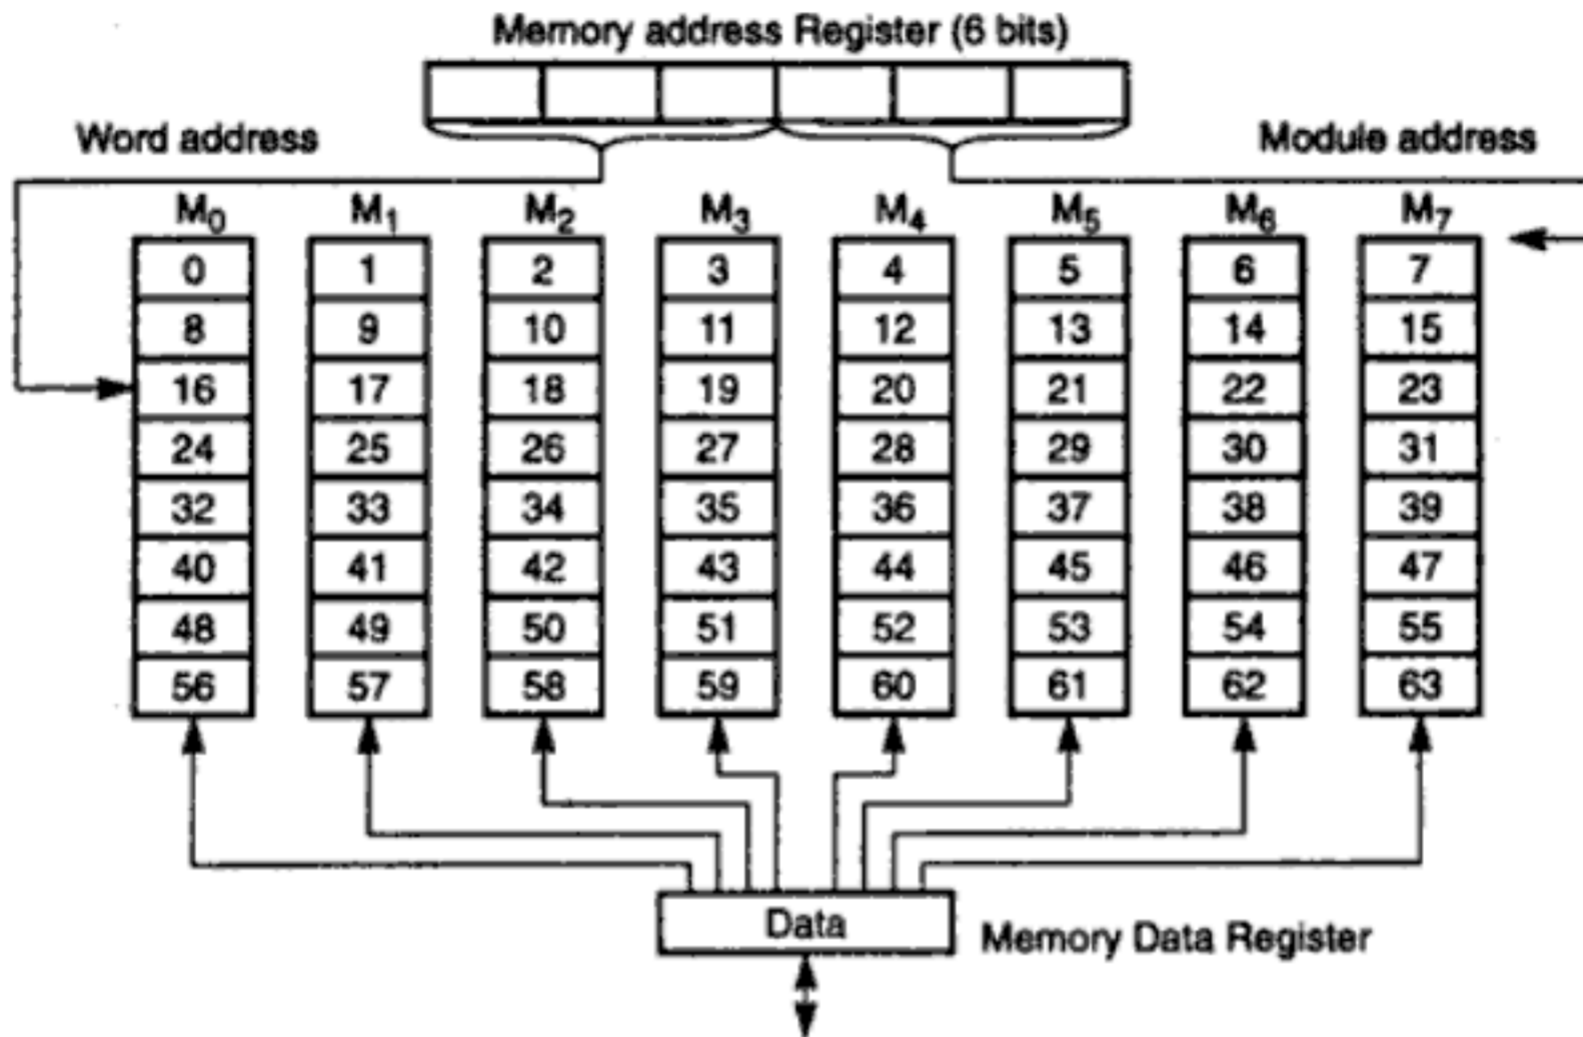 Memory address Register (6 bits)
Word address
Module address
M0 M1 M2 M3 M4 M5 M6 M7
0 1 2 3 4 5 6 7
8 9 10 11 12 13 14 15
16 17 18 19 20 21 22 23
24 25 26 27 28 29 30 31
32 33 34 35 36 37 38 39
40 41 42 43 44 45 46 47
48 49 50 51 52 53 54 55
56 57 58 59 60 61 62 63
Data
Memory Data Register